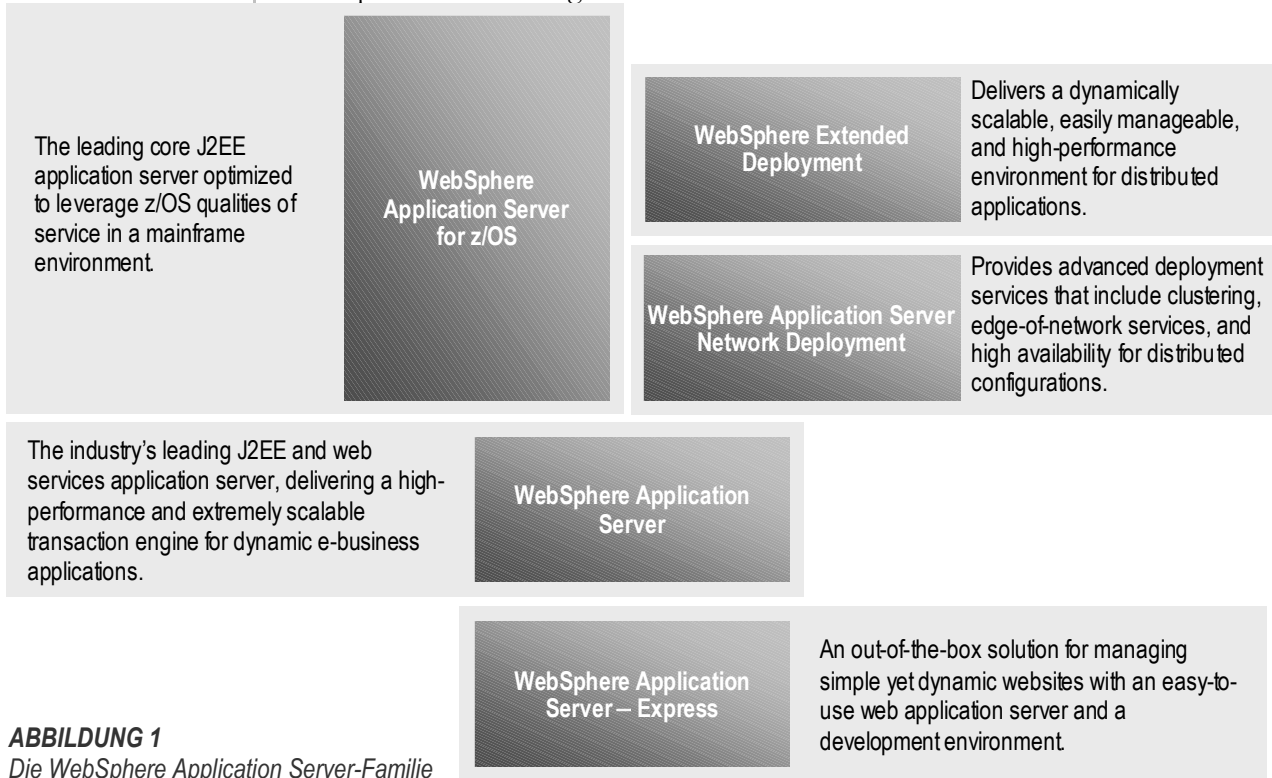 The leading core J2EE
application server optimized
to leverage z/OS qualities of
service in a mainframe
environment.
WebSphere
Application Server
for z/OS
WebSphere Extended
Deployment
Delivers a dynamically
scalable, easily manageable,
and high-performance
environment for distributed
applications.
WebSphere Application Server
Network Deployment
Provides advanced deployment
services that include clustering,
edge-of-network services, and
high availability for distributed
configurations.
The industry's leading J2EE and web
services application server, delivering a high-
performance and extremely scalable
transaction engine for dynamic e-business
applications.
WebSphere Application
Server
WebSphere Application
Server – Express
An out-of-the-box solution for managing
simple yet dynamic websites with an easy-to-
use web application server and a
development environment.
ABBILDUNG 1
Die WebSphere Application Server-Familie